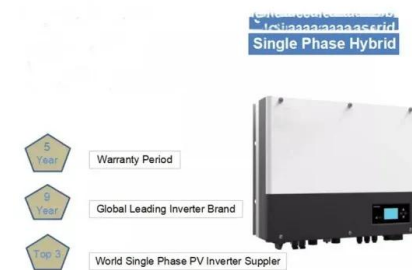 Single Phase Hybrid
5
Year
Warranty Period
9
Year
Global Leading Inverter Brand
Top 3
World Single Phase PV Inverter Suppler